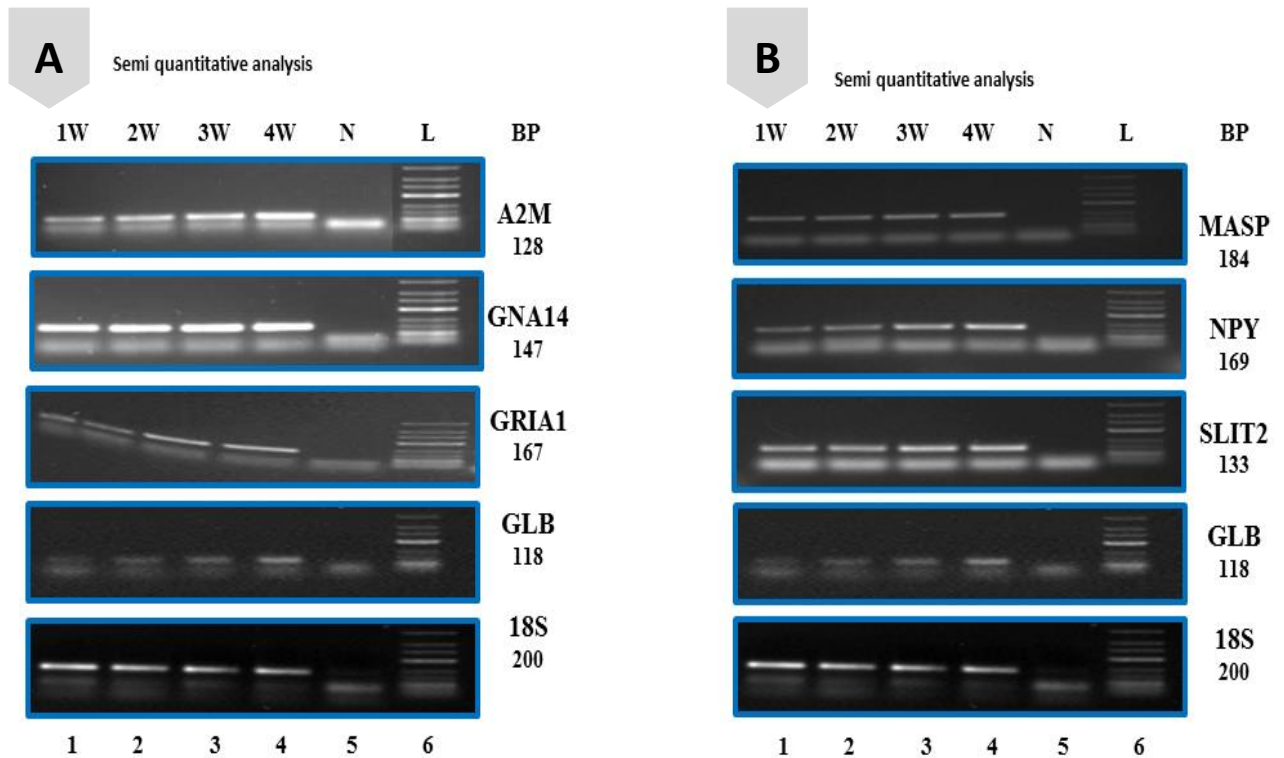 A
Semi quantitative analysis
1W 2W 3W 4W N L BP
A2M
128
GNA14
147
GRIA1
167
GLB
118
18S
200
1 2 3 4 5 6
B
Semi quantitative analysis
1W 2W 3W 4W N L BP
MASP
184
NPY
169
SLIT2
133
GLB
118
18S
200
1 2 3 4 5 6